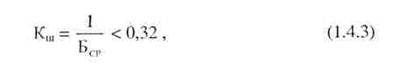 Кш = 1/Бср < 0,32 , (1.4.3)